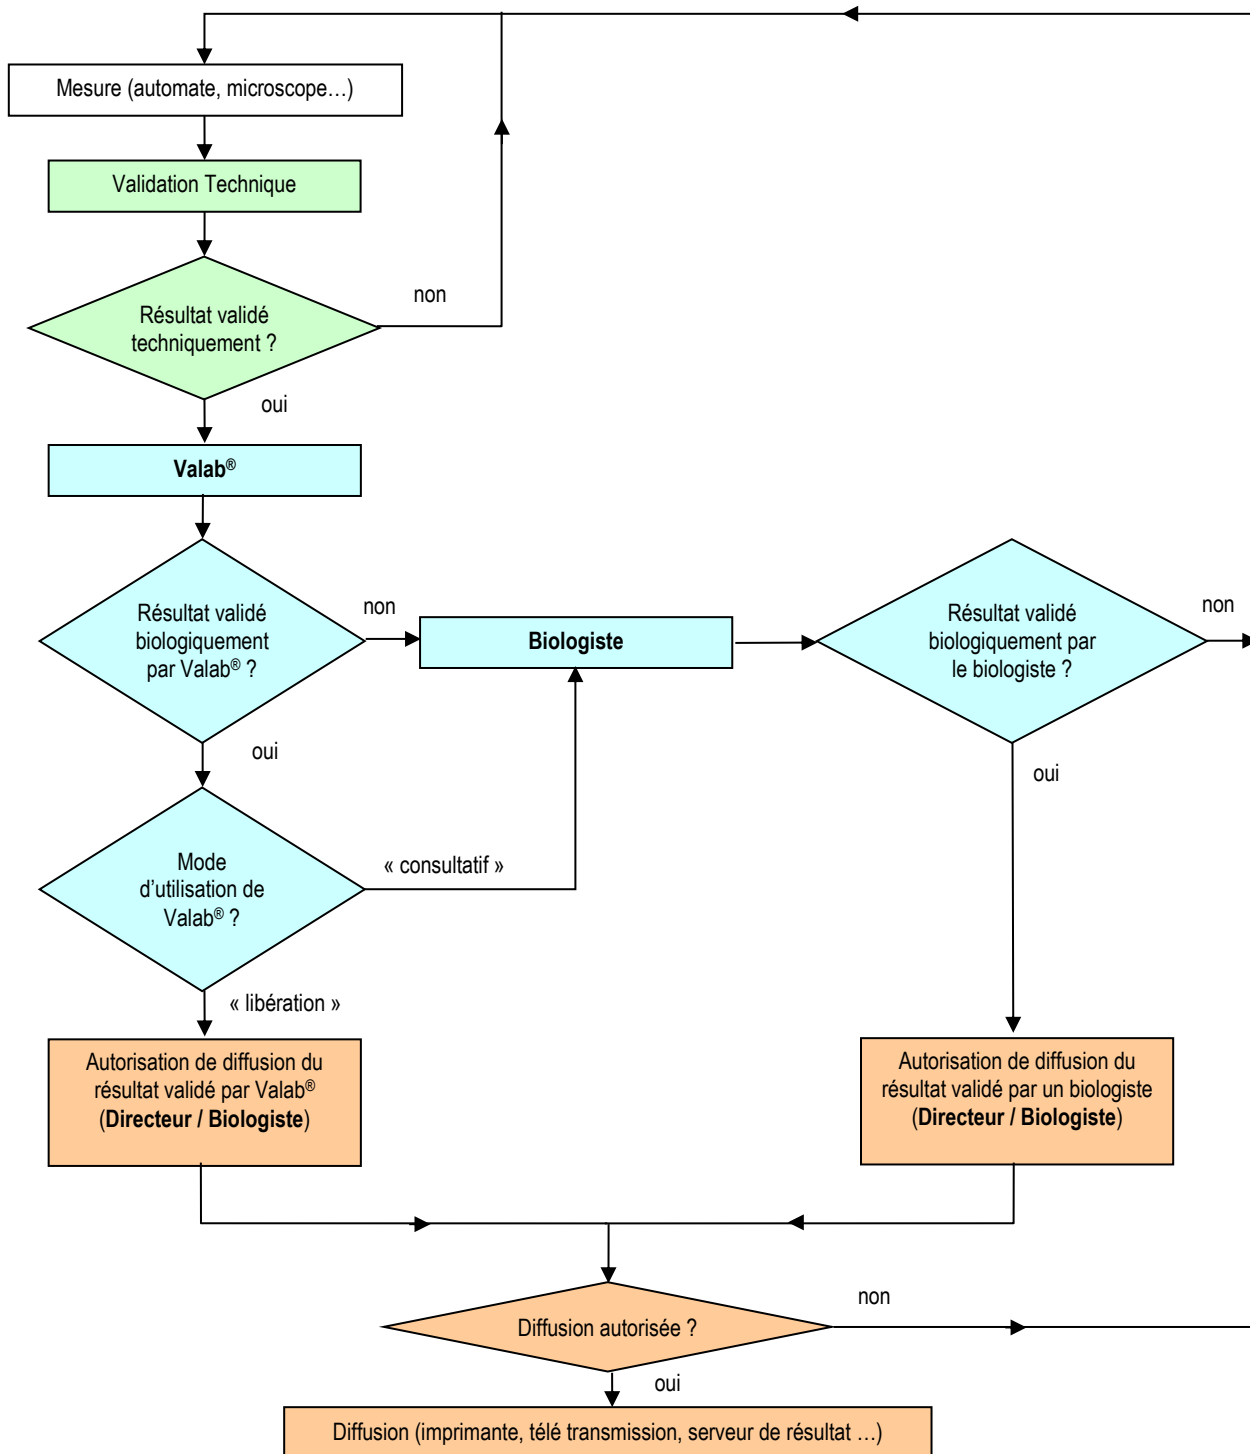 Mesure (automate, microscope…)
Validation Technique
Résultat validé
techniquement ?
non
oui
Valab®
Résultat validé
biologiquement
par Valab® ?
non
Biologiste
Résultat validé
biologiquement par
le biologiste ?
non
oui
oui
Mode
d’utilisation de
Valab® ?
« consultatif »
« libération »
Autorisation de diffusion du
résultat validé par Valab®
(Directeur / Biologiste)
Autorisation de diffusion du
résultat validé par un biologiste
(Directeur / Biologiste)
Diffusion autorisée ?
non
oui
Diffusion (imprimante, télé transmission, serveur de résultat …)